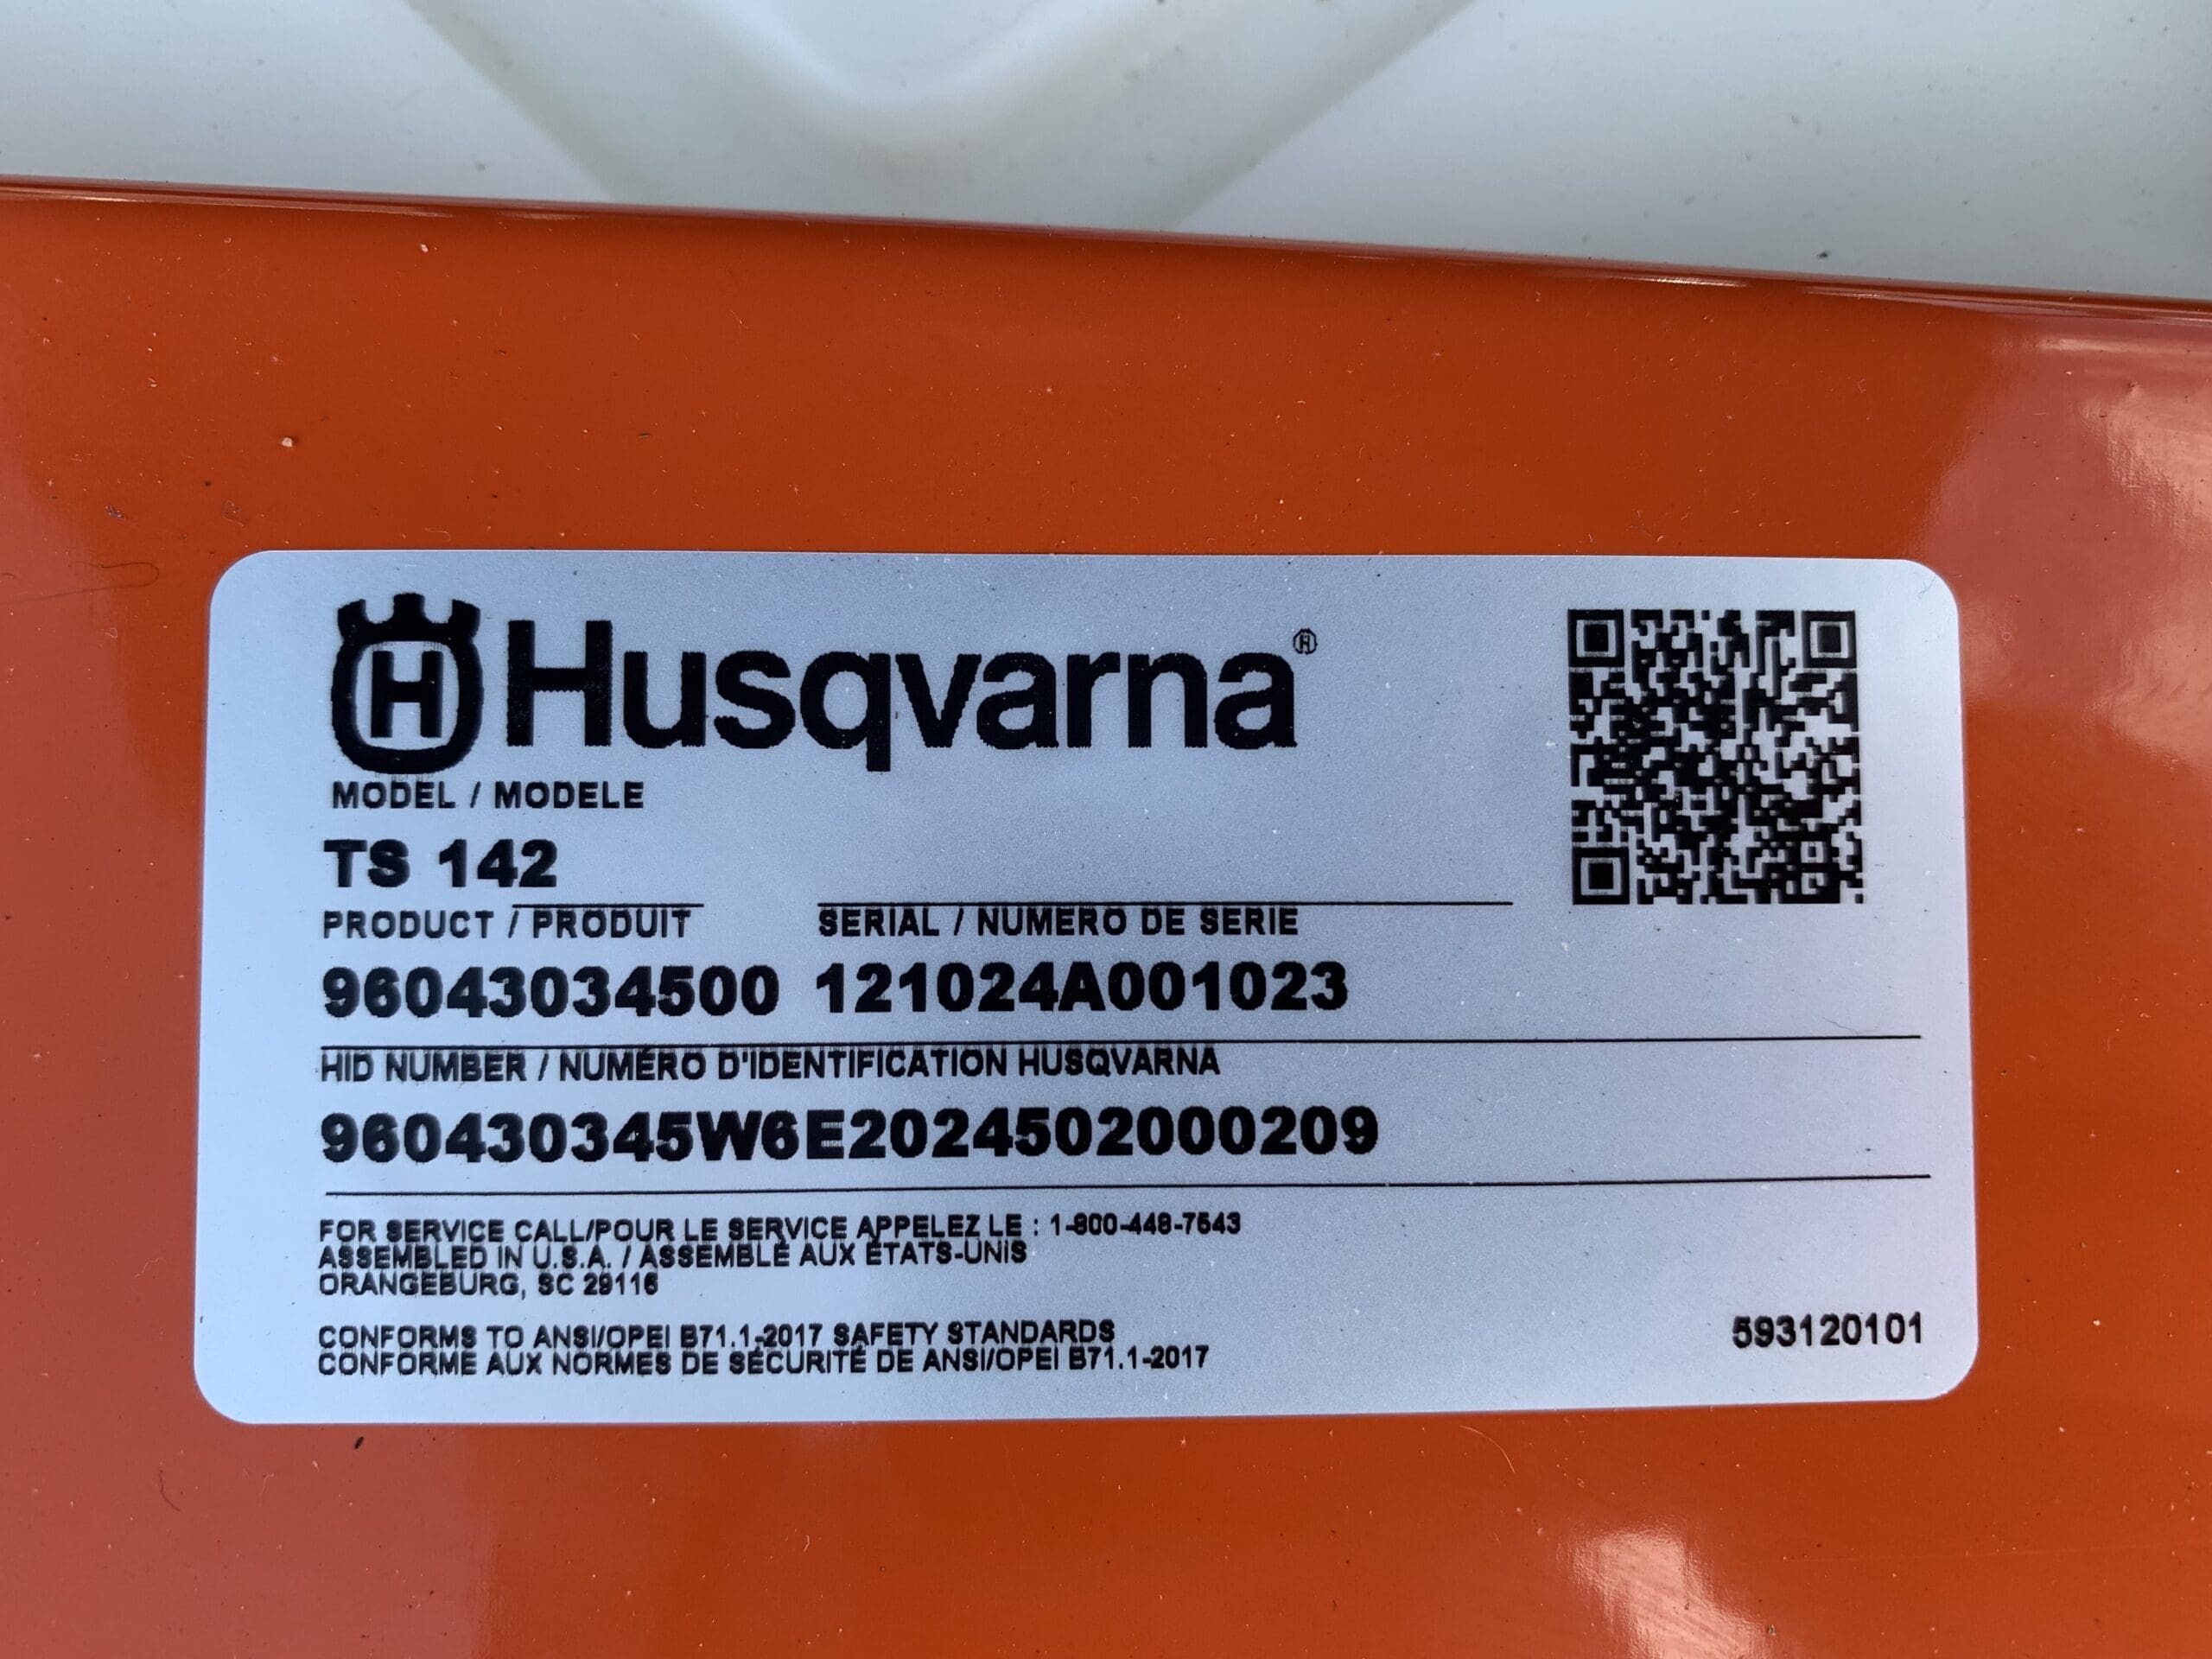 Husqvarna®
MODEL / MODELE
TS 142
PRODUCT / PRODUIT SERIAL / NUMERO DE SERIE
96043034500 121024A001023
HID NUMBER / NUMÉRO D'IDENTIFICATION HUSQVARNA
960430345W6E2024502000209
FOR SERVICE CALL/POUR LE SERVICE APPELEZ LE : 1-800-448-7543
ASSEMBLED IN U.S.A. / ASSEMBLÉ AUX ÉTATS-UNIS
ORANGEBURG, SC 29116
CONFORMS TO ANSI/OPEI B71.1-2017 SAFETY STANDARDS
CONFORME AUX NORMES DE SÉCURITÉ DE ANSI/OPEI B71.1-2017
593120101